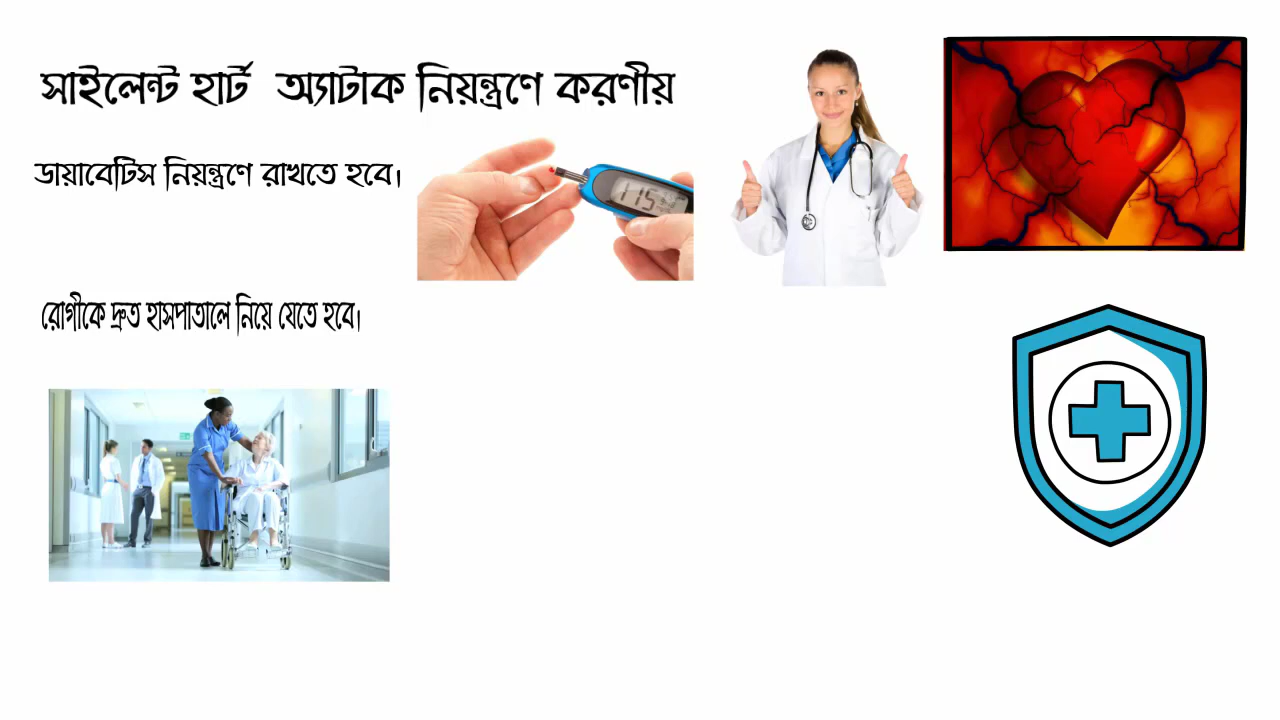 সাইলেন্ট হার্ট অ্যাটাক নিয়ন্ত্রণে করণীয়
ডায়াবেটিস নিয়ন্ত্রণে রাখতে হবে।
115
রোগীকে দ্রুত হাসপাতালে নিয়ে যেতে হবে।